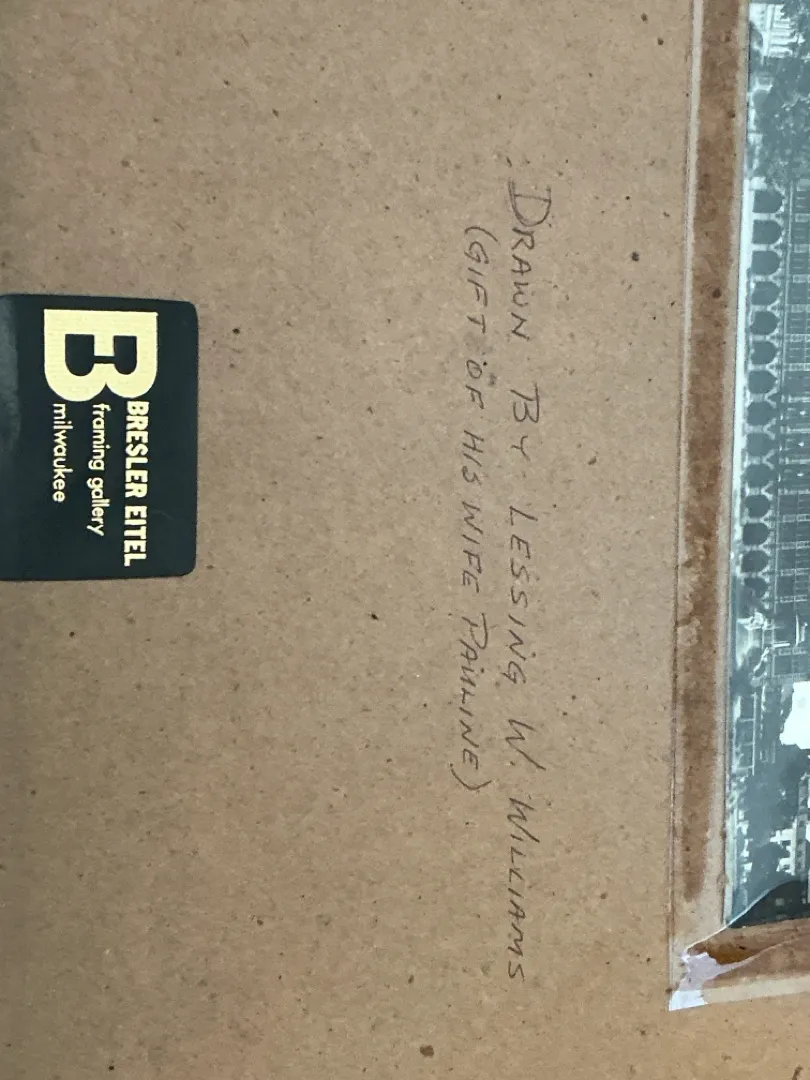 DRAWN BY LESSING W. WILLIAMS
(GIFT OF HIS WIFE PAULINE)
B
BRESLER EITEL
framing gallery
milwaukee